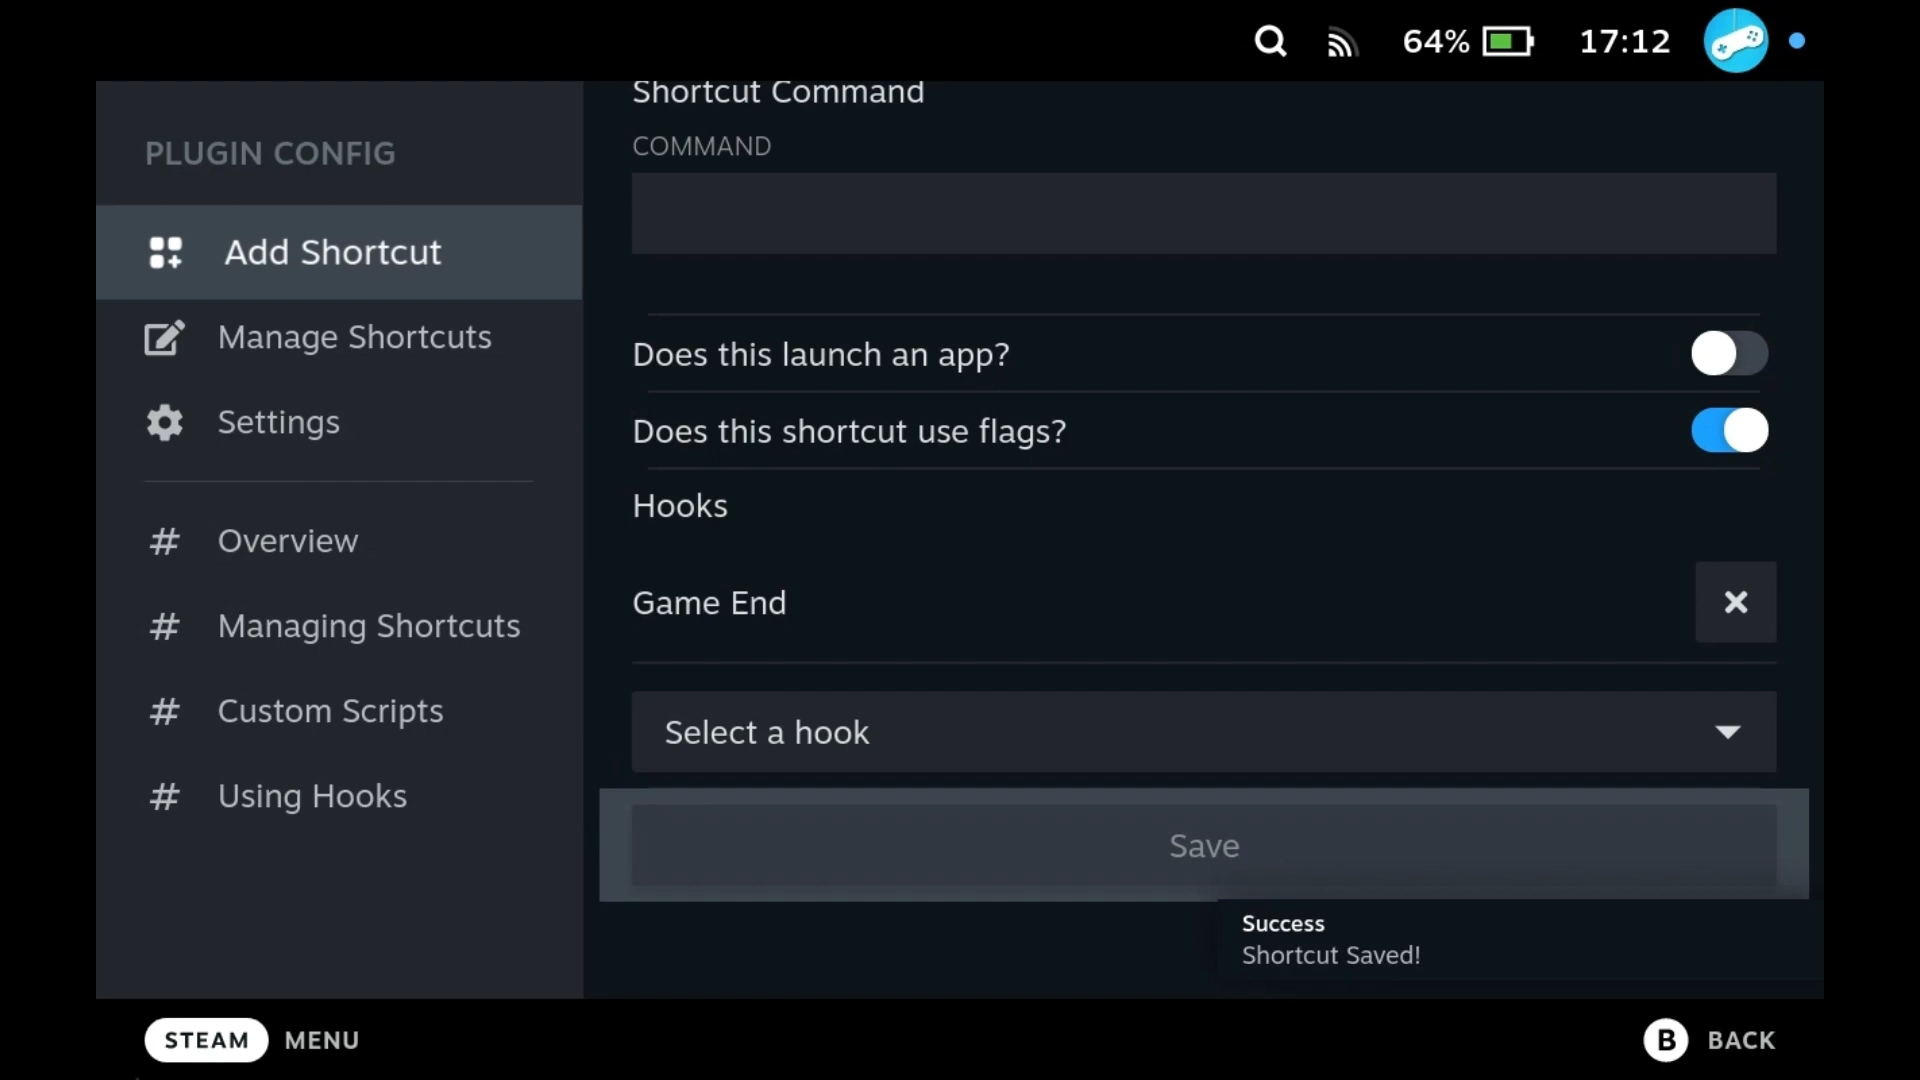 64%
17:12
PLUGIN CONFIG
Add Shortcut
Manage Shortcuts
Settings
# Overview
# Managing Shortcuts
# Custom Scripts
# Using Hooks
Shortcut Command
COMMAND
Does this launch an app?
Does this shortcut use flags?
Hooks
Game End
Select a hook
Save
Success
Shortcut Saved!
STEAM MENU
B BACK